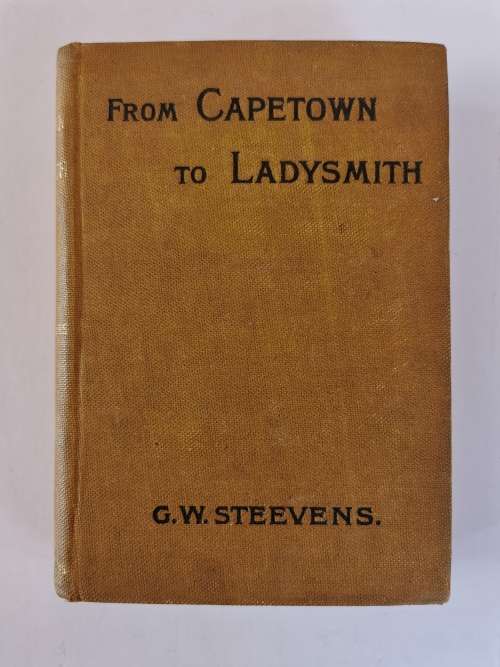 FROM CAPETOWN
TO LADYSMITH
G.W. STEEVENS.